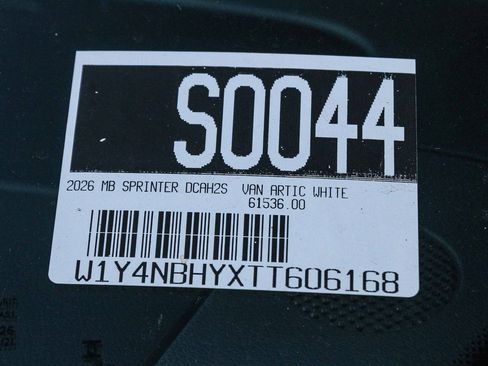 S0044
2026 MB SPRINTER DCAH2S VAN ARTIC WHITE
61536.00
W1Y4NBHYXTT606168